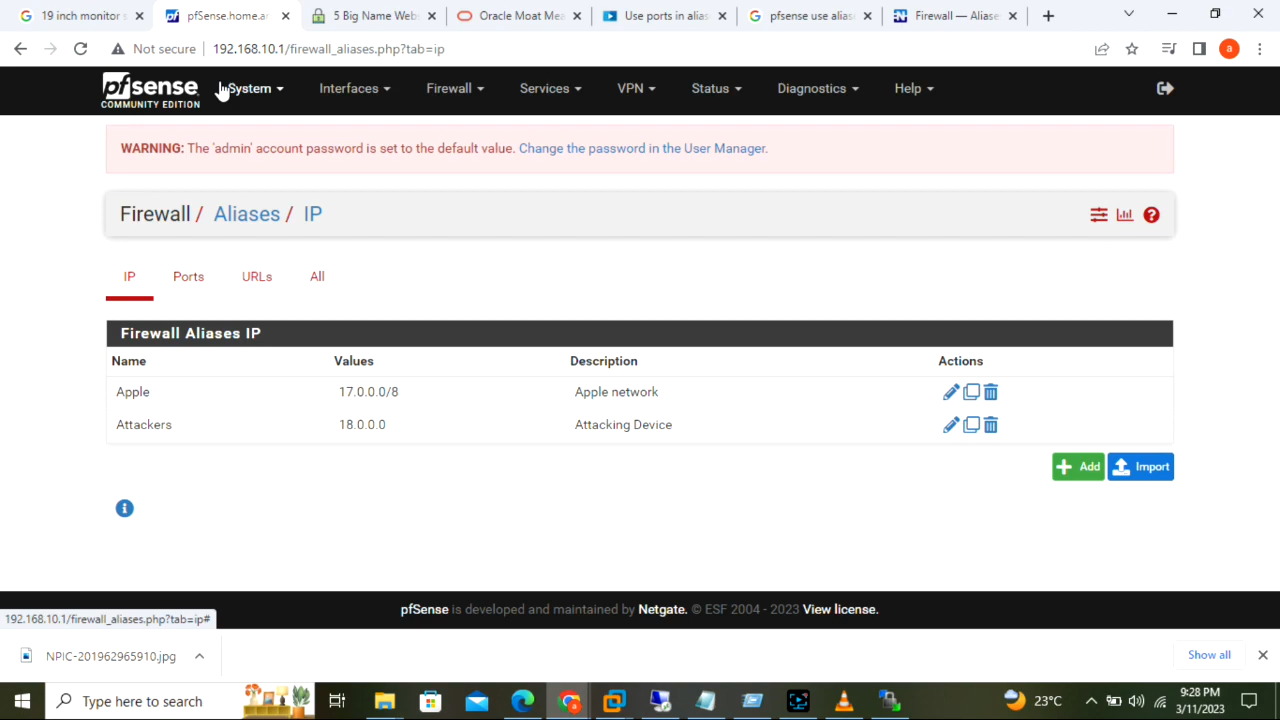 19 inch monitor s
pfSense.home.ar
5 Big Name Web
Oracle Moat Me
Use ports in alias
pfsense use alias
Firewall — Aliase
Not secure
192.168.10.1/firewall_aliases.php?tab=ip
a
pfsense
COMMUNITY EDITION
System
Interfaces
Firewall
Services
VPN
Status
Diagnostics
Help
WARNING: The 'admin' account password is set to the default value. Change the password in the User Manager.
Firewall / Aliases / IP
IP
Ports
URLs
All
Firewall Aliases IP
Name Values Description Actions
Apple 17.0.0.0/8 Apple network
Attackers 18.0.0.0 Attacking Device
Add
Import
pfSense is developed and maintained by Netgate. © ESF 2004 - 2023 View license.
192.168.10.1/firewall_aliases.php?tab=ip#
NPIC-201962965910.jpg
Show all
Type here to search
23°C
9:28 PM
3/11/2023